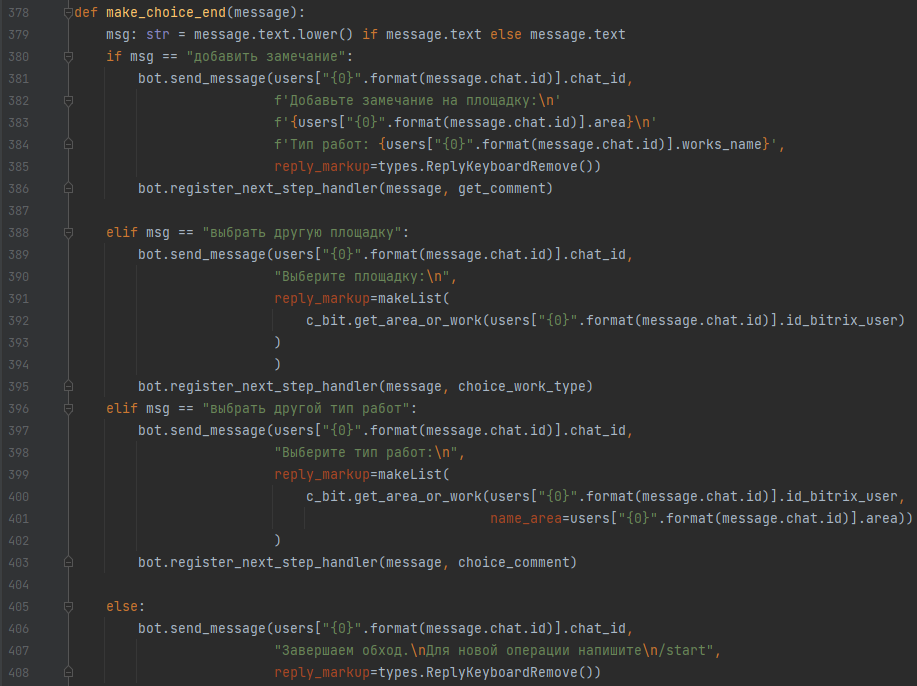 378 def make_choice_end(message):
379     msg: str = message.text.lower() if message.text else message.text
380     if msg == "добавить замечание":
381         bot.send_message(users["{0}".format(message.chat.id)].chat_id,
382                          f'Добавьте замечание на площадку:\n'
383                          f'{users["{0}".format(message.chat.id)].area}\n'
384                          f'Тип работ: {users["{0}".format(message.chat.id)].works_name}',
385                          reply_markup=types.ReplyKeyboardRemove())
386         bot.register_next_step_handler(message, get_comment)
387
388     elif msg == "выбрать другую площадку":
389         bot.send_message(users["{0}".format(message.chat.id)].chat_id,
390                          "Выберите площадку:\n",
391                          reply_markup=makeList(
392                              c_bit.get_area_or_work(users["{0}".format(message.chat.id)].id_bitrix_user)
393                          )
394                          )
395         bot.register_next_step_handler(message, choice_work_type)
396     elif msg == "выбрать другой тип работ":
397         bot.send_message(users["{0}".format(message.chat.id)].chat_id,
398                          "Выберите тип работ:\n",
399                          reply_markup=makeList(
400                              c_bit.get_area_or_work(users["{0}".format(message.chat.id)].id_bitrix_user,
401                                                     name_area=users["{0}".format(message.chat.id)].area))
402                          )
403         bot.register_next_step_handler(message, choice_comment)
404
405     else:
406         bot.send_message(users["{0}".format(message.chat.id)].chat_id,
407                          "Завершаем обход.\nДля новой операции напишите\n/start",
408                          reply_markup=types.ReplyKeyboardRemove())